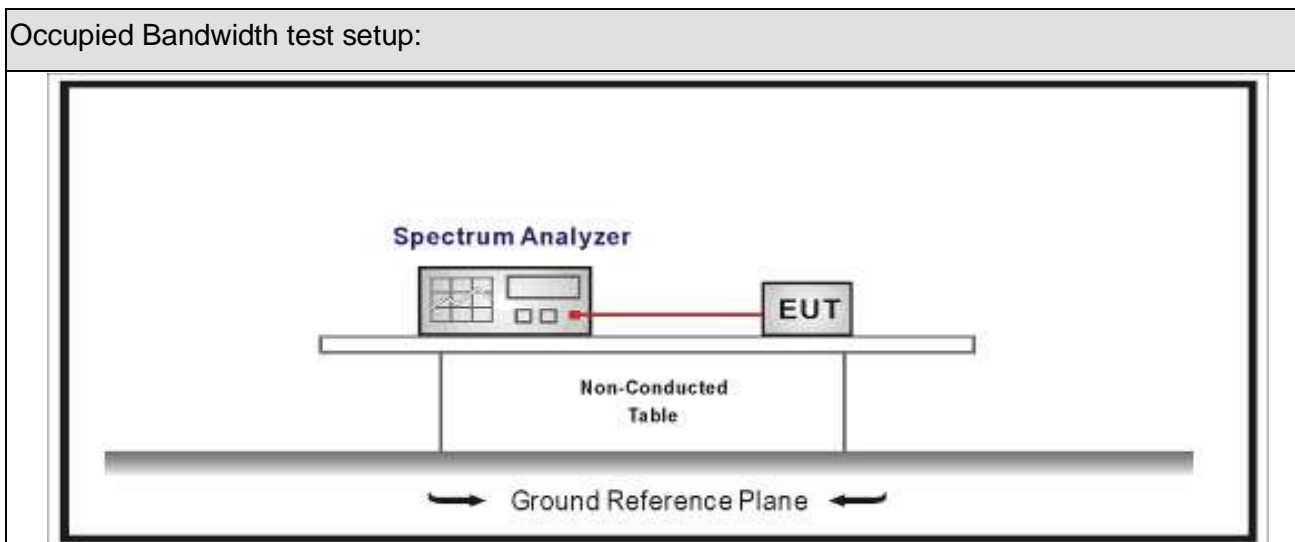 Occupied Bandwidth test setup:
Spectrum Analyzer
EUT
Non-Conducted
Table
Ground Reference Plane